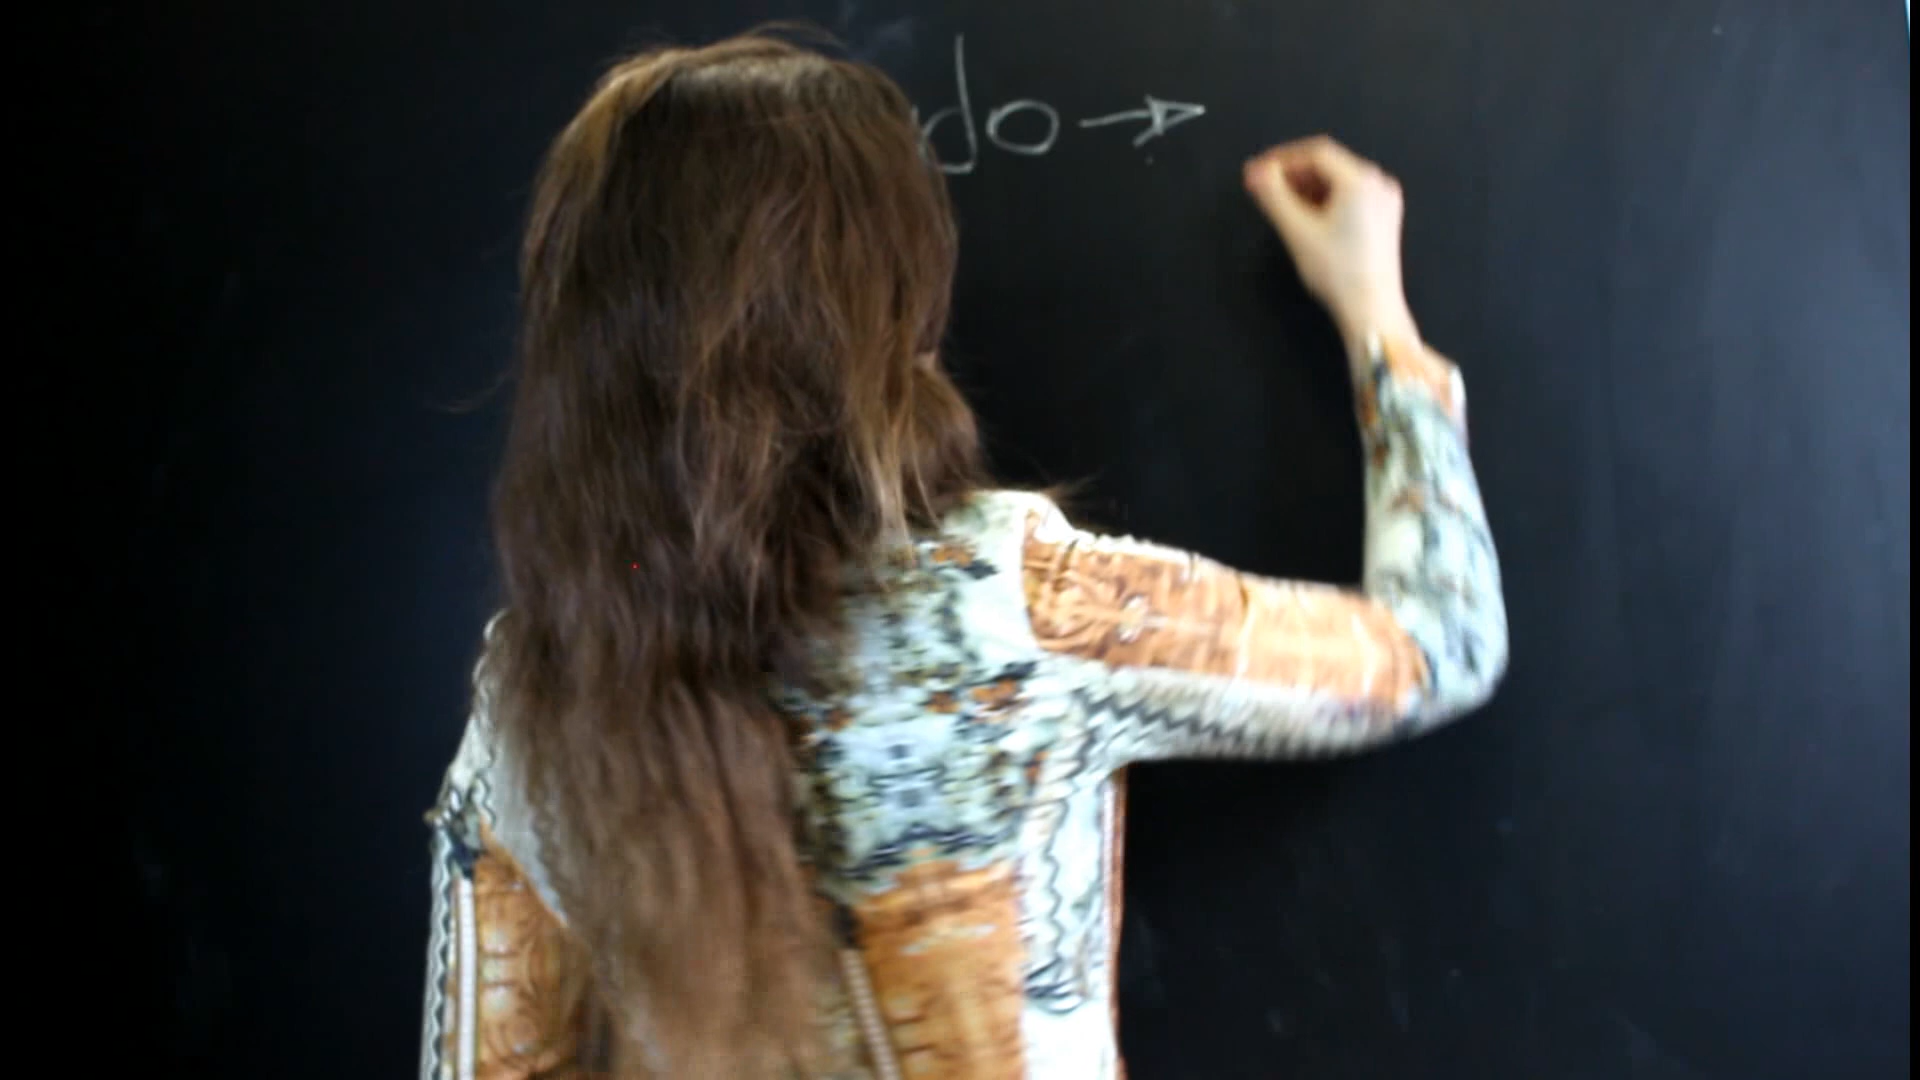 do →